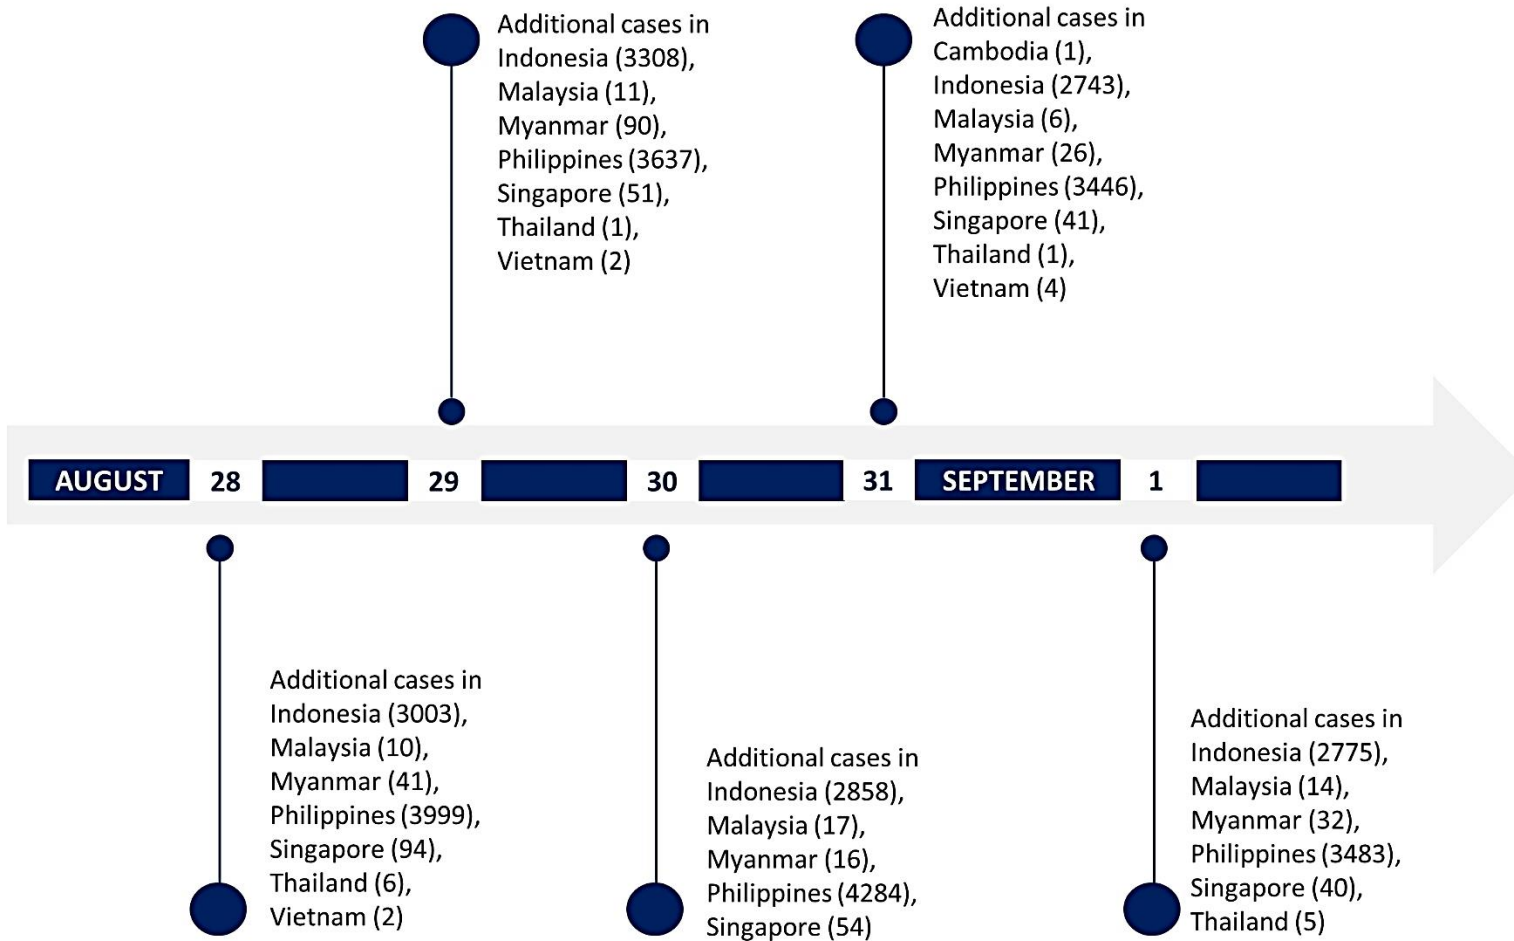 Additional cases in
Indonesia (3308),
Malaysia (11),
Myanmar (90),
Philippines (3637),
Singapore (51),
Thailand (1),
Vietnam (2)
Additional cases in
Cambodia (1),
Indonesia (2743),
Malaysia (6),
Myanmar (26),
Philippines (3446),
Singapore (41),
Thailand (1),
Vietnam (4)
AUGUST 28 29 30 31 SEPTEMBER 1
Additional cases in
Indonesia (3003),
Malaysia (10),
Myanmar (41),
Philippines (3999),
Singapore (94),
Thailand (6),
Vietnam (2)
Additional cases in
Indonesia (2858),
Malaysia (17),
Myanmar (16),
Philippines (4284),
Singapore (54)
Additional cases in
Indonesia (2775),
Malaysia (14),
Myanmar (32),
Philippines (3483),
Singapore (40),
Thailand (5)